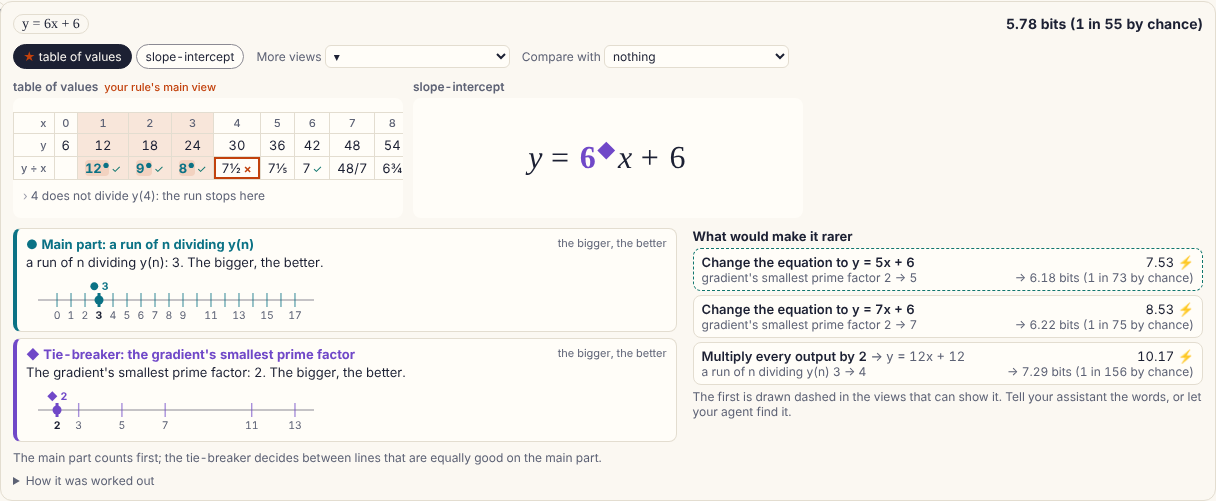 y = 6x + 6
5.78 bits (1 in 55 by chance)
★ table of values
slope-intercept
More views
▾
Compare with
nothing
table of values your rule's main view
slope-intercept
x 0 1 2 3 4 5 6 7 8
y 6 12 18 24 30 36 42 48 54
y ÷ x 12 ✓ 9 ✓ 8 ✓ 7½ × 7⅕ 7 ✓ 48/7 6¾
› 4 does not divide y(4): the run stops here
y = 6◆x + 6
● Main part: a run of n dividing y(n)
the bigger, the better
a run of n dividing y(n): 3. The bigger, the better.
● 3
0 1 2 3 4 5 6 7 8 9 11 13 15 17
◆ Tie-breaker: the gradient's smallest prime factor
the bigger, the better
The gradient's smallest prime factor: 2. The bigger, the better.
◆ 2
2 3 5 7 11 13
The main part counts first; the tie-breaker decides between lines that are equally good on the main part.
▶ How it was worked out
What would make it rarer
Change the equation to y = 5x + 6 7.53 ⚡
gradient's smallest prime factor 2 → 5 → 6.18 bits (1 in 73 by chance)
Change the equation to y = 7x + 6 8.53 ⚡
gradient's smallest prime factor 2 → 7 → 6.22 bits (1 in 75 by chance)
Multiply every output by 2 → y = 12x + 12 10.17 ⚡
a run of n dividing y(n) 3 → 4 → 7.29 bits (1 in 156 by chance)
The first is drawn dashed in the views that can show it. Tell your assistant the words, or let
your agent find it.